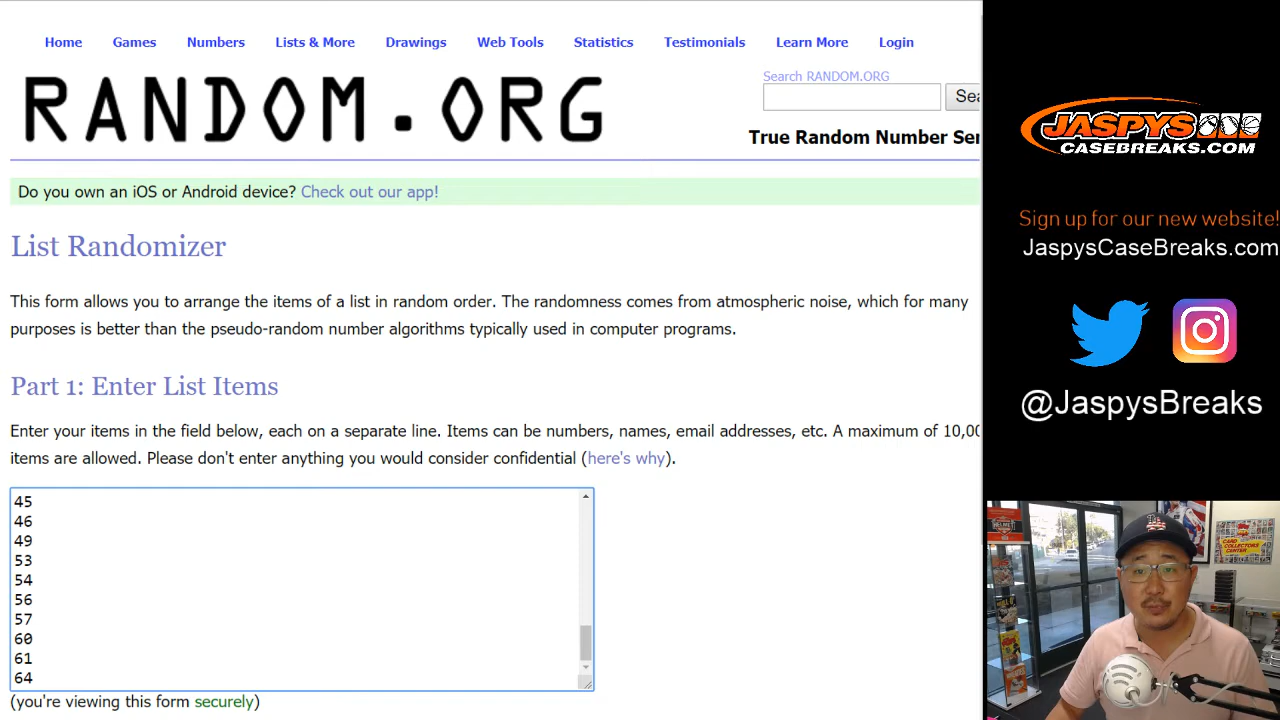 Home Games Numbers Lists & More Drawings Web Tools Statistics Testimonials Learn More Login
RANDOM.ORG
Search RANDOM.ORG
Sea
True Random Number Ser
Do you own an iOS or Android device? Check out our app!
List Randomizer
This form allows you to arrange the items of a list in random order. The randomness comes from atmospheric noise, which for many
purposes is better than the pseudo-random number algorithms typically used in computer programs.
Part 1: Enter List Items
Enter your items in the field below, each on a separate line. Items can be numbers, names, email addresses, etc. A maximum of 10,00
items are allowed. Please don't enter anything you would consider confidential (here's why).
45
46
49
53
54
56
57
60
61
64
(you're viewing this form securely)
JASPYS
CASEBREAKS.COM
Sign up for our new website!
JaspysCaseBreaks.com
@JaspysBreaks
CARD
COLLECTORS
CENTER